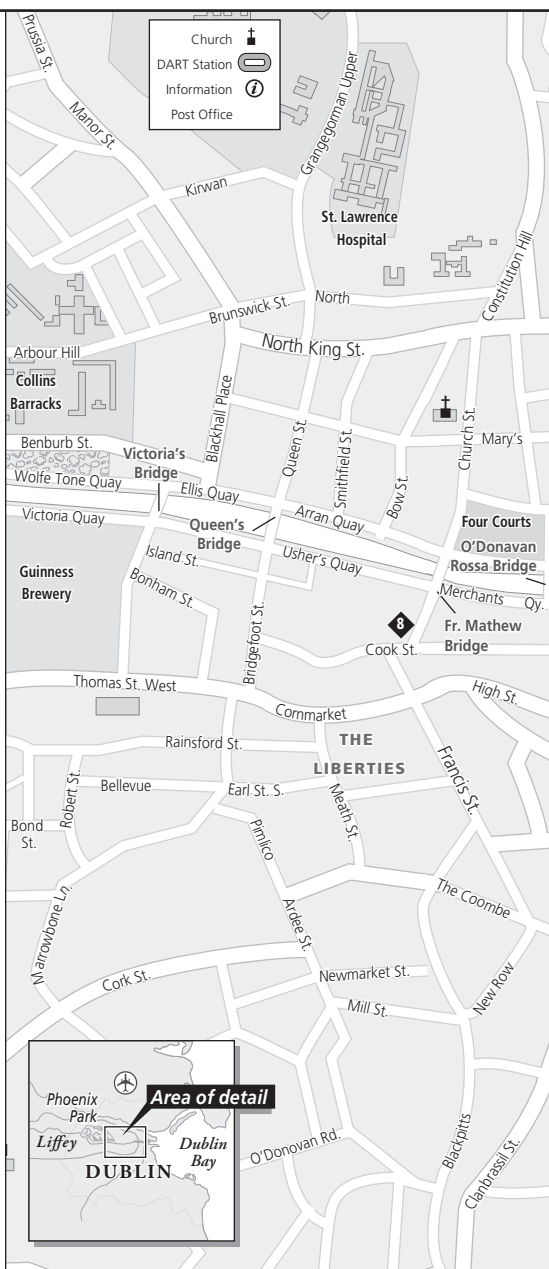 Prussia St.
Church
DART Station
Information
i
Post Office
Manor St.
Grangegorman Upper
Kirwan
St. Lawrence
Hospital
Constitution Hill
Brunswick St.
North
North King St.
Arbour Hill
Collins
Barracks
Blackhall Place
Queen St.
Smithfield St.
Bow St.
Church St.
Mary's
Benburb St.
Victoria's
Bridge
Wolfe Tone Quay
Ellis Quay
Arran Quay
Victoria Quay
Queen's
Bridge
Usher's Quay
Four Courts
O'Donavan
Rossa Bridge
Island St.
Guinness
Brewery
Bonham St.
Merchants
Qy.
Bridgefoot St.
8
Fr. Mathew
Bridge
Cook St.
Thomas St. West
High St.
Cornmarket
Rainsford St.
THE
LIBERTIES
Francis St.
Robert St.
Bellevue
Earl St. S.
Meath St.
Bond
St.
Pimlico
Marrowbone Ln.
The Coombe
Ardee St.
Cork St.
Newmarket St.
New Row
Mill St.
Phoenix
Park
Area of detail
Liffey
Dublin
Bay
DUBLIN
O'Donovan Rd.
Blackpitts
Clanbrassil St.